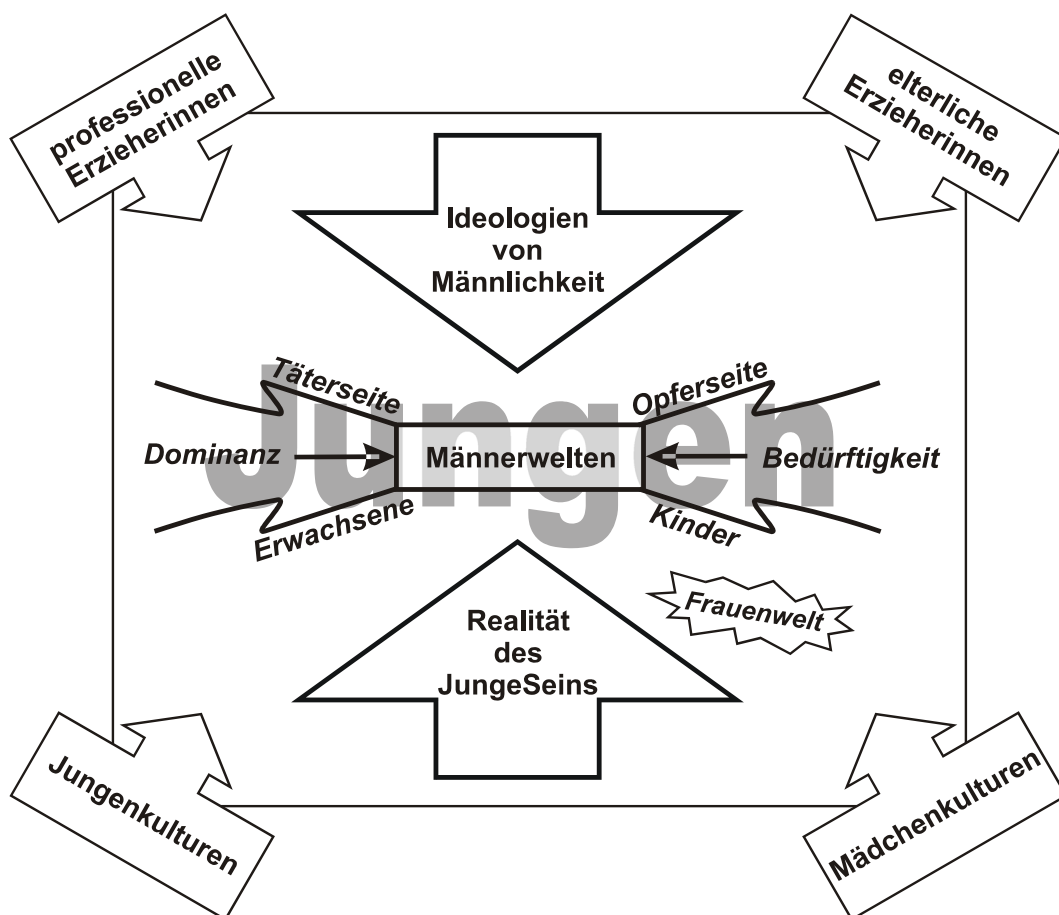 professionelle
Erzieherinnen
elterliche
Erzieherinnen
Ideologien
von
Männlichkeit
Täterseite
Opferseite
Jungen
Dominanz
Männerwelten
Bedürftigkeit
Erwachsene
Kinder
Frauenwelt
Realität
des
JungeSeins
Jungenkulturen
Mädchenkulturen